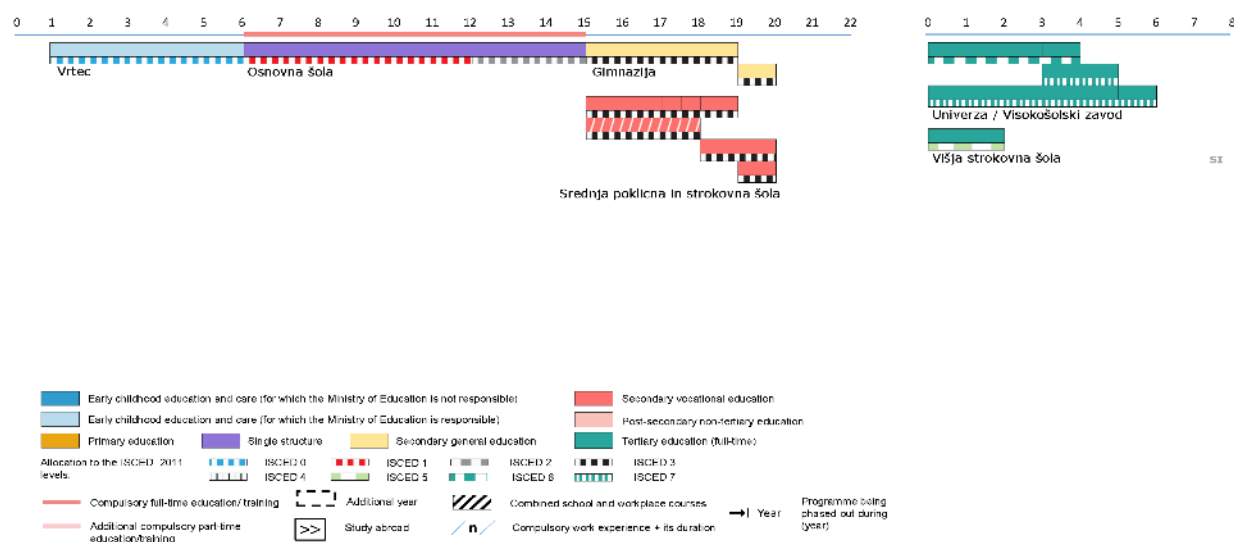 0 1 2 3 4 5 6 7 8 9 10 11 12 13 14 15 16 17 18 19 20 21 22
0 1 2 3 4 5 6 7 8
Vrtec
Osnovna šola
Gimnazija
Srednja poklicna in strokovna šola
Univerza / Visokošolski zavod
Višja strokovna šola
SI
Early childhood education and care (for which the Ministry of Education is not responsible)
Secondary vocational education
Early childhood education and care (for which the Ministry of Education is responsible)
Post-secondary non-tertiary education
Primary education
Single structure
Secondary general education
Tertiary education (full-time)
Allocation to the ISCED 2011
levels:
ISCED 0
ISCED 1
ISCED 2
ISCED 3
ISCED 4
ISCED 5
ISCED 6
ISCED 7
Compulsory full-time education/ training
Additional year
Combined school and workplace courses
Year
Programme being
phased out during
(year)
Additional compulsory part-time
education/training
>>
Study abroad
n
Compulsory work experience + its duration